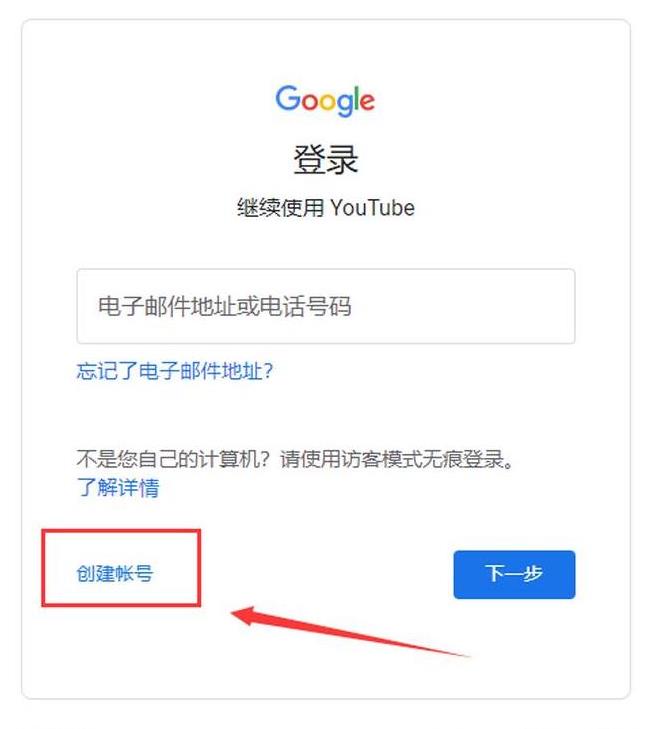 Google
登录
继续使用 YouTube
电子邮件地址或电话号码
忘记了电子邮件地址？
不是您自己的计算机？请使用访客模式无痕登录。
了解详情
创建帐号
下一步